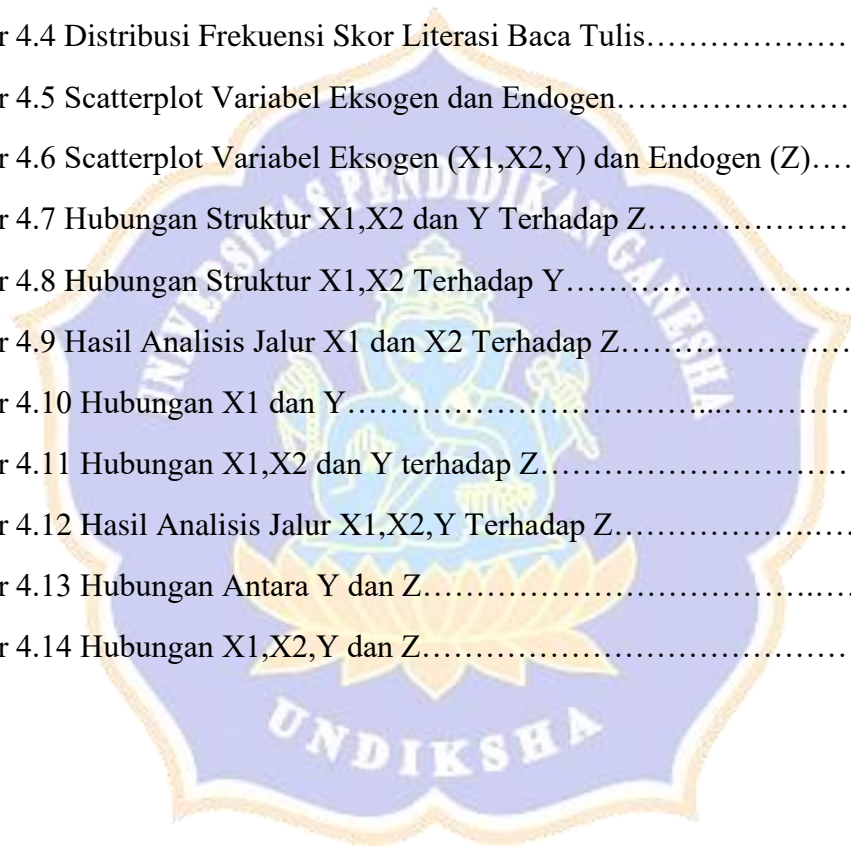 r 4.4 Distribusi Frekuensi Skor Literasi Baca Tulis…………………
r 4.5 Scatterplot Variabel Eksogen dan Endogen……………………
r 4.6 Scatterplot Variabel Eksogen (X1,X2,Y) dan Endogen (Z)….
r 4.7 Hubungan Struktur X1,X2 dan Y Terhadap Z…………………
r 4.8 Hubungan Struktur X1,X2 Terhadap Y………………………
r 4.9 Hasil Analisis Jalur X1 dan X2 Terhadap Z………..…………..
r 4.10 Hubungan X1 dan Y………………………………...…………
r 4.11 Hubungan X1,X2 dan Y terhadap Z…………………………
r 4.12 Hasil Analisis Jalur X1,X2,Y Terhadap Z……………….….
r 4.13 Hubungan Antara Y dan Z……………………………….….
r 4.14 Hubungan X1,X2,Y dan Z……………………………………
UNIVERSITAS PENDIDIKAN GANESHA
UNDIKSHA